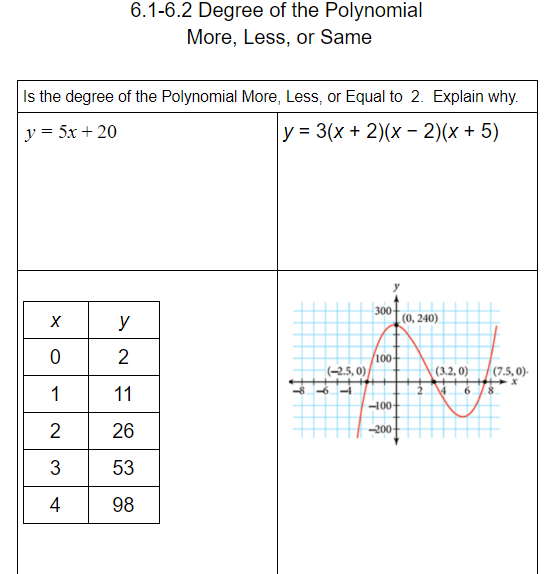 6.1-6.2 Degree of the Polynomial
More, Less, or Same
Is the degree of the Polynomial More, Less, or Equal to 2. Explain why.
y = 5x + 20
y = 3(x + 2)(x − 2)(x + 5)
x y
0 2
1 11
2 26
3 53
4 98
y
300
(0, 240)
100
(−2.5, 0)
(3.2, 0)
(7.5, 0)
x
−8 −6 −4 2 4 6 8
−100
−200